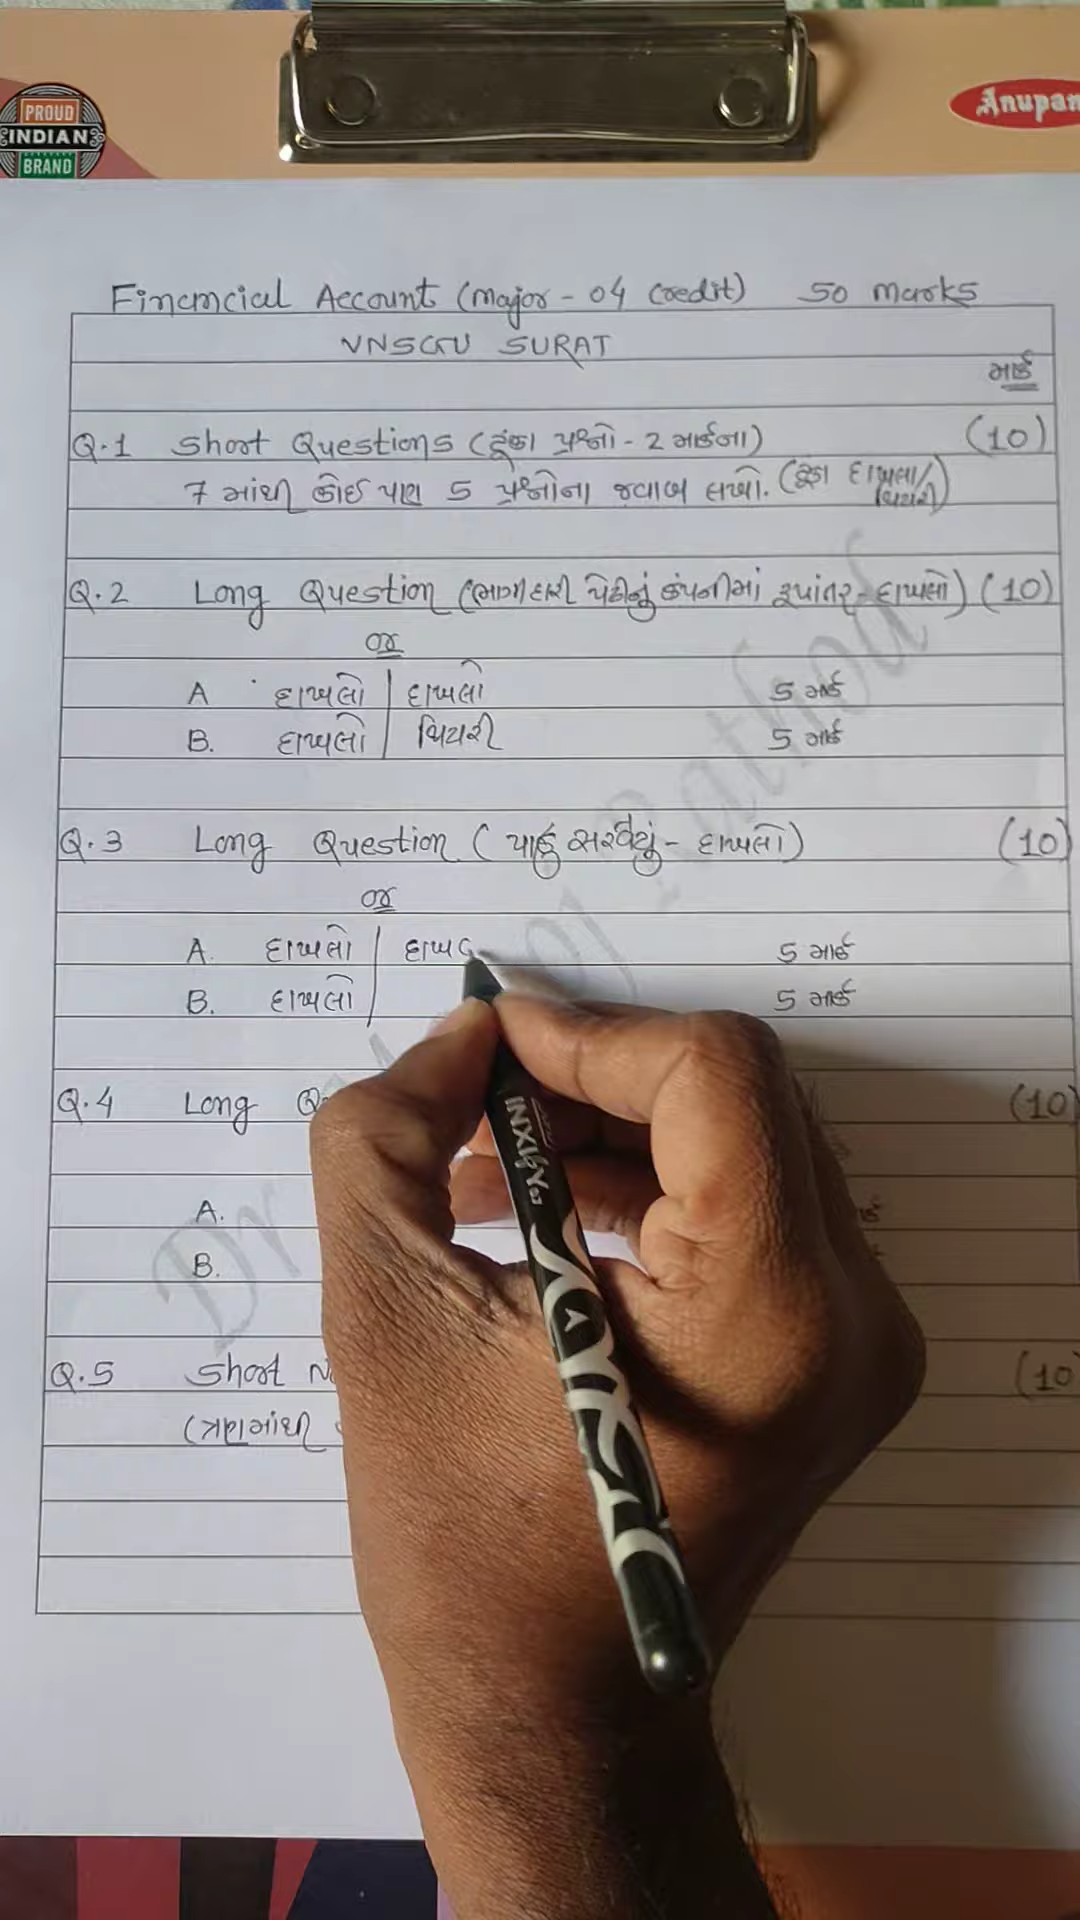 PROUD
INDIAN
BRAND
Anupam
Financial Account (Major - 04 Credit) 50 Marks
VNSGU SURAT
માર્ક
Q.1 Short Questions (ટૂંકા પ્રશ્નો - 2 માર્કના) (10)
7 માંથી કોઈ પણ 5 પ્રશ્નોના જવાબ લખો. (ટૂંકા દાખલા/
થિયરી)
Q.2 Long Question (ભાગીદારી પેઢીનું કંપનીમાં રૂપાંતર - દાખલો) (10)
OR
A દાખલો | દાખલો 5 માર્ક
B. દાખલો | થિયરી 5 માર્ક
Q.3 Long Question ( પાકું સરવૈયું - દાખલો) (10)
OR
A. દાખલો | દાખ 5 માર્ક
B. દાખલો | 5 માર્ક
Q.4 Long (10)
A.
B.
Q.5 Short (10)
(ત્રણમાંથી
INXGlyde